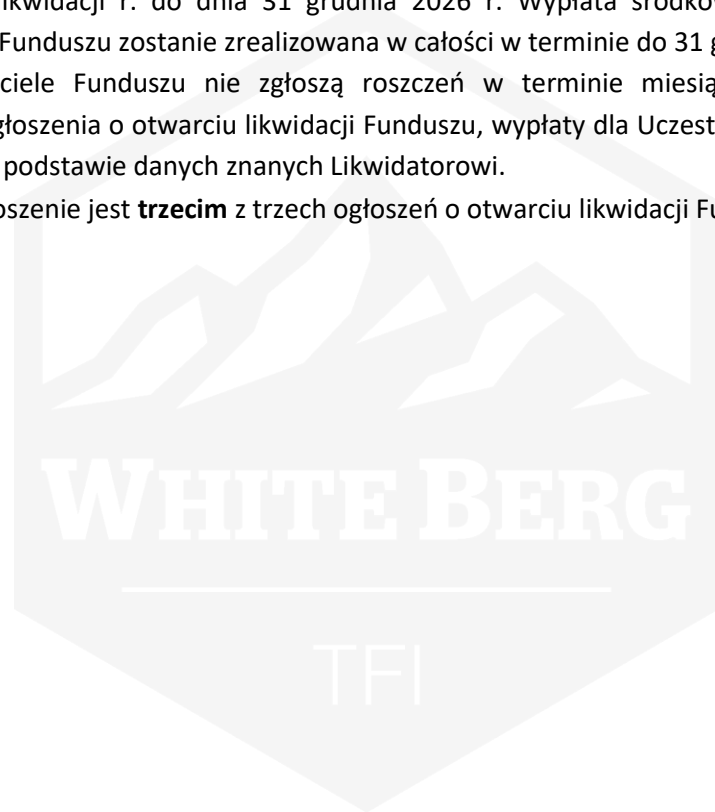 likwidacji r. do dnia 31 grudnia 2026 r. Wypłata środków
Funduszu zostanie zrealizowana w całości w terminie do 31 g
ciele Funduszu nie zgłoszą roszczeń w terminie miesią
głoszenia o otwarciu likwidacji Funduszu, wypłaty dla Uczest
podstawie danych znanych Likwidatorowi.
oszenie jest trzecim z trzech ogłoszeń o otwarciu likwidacji Fu
WHITE BERG
TFI